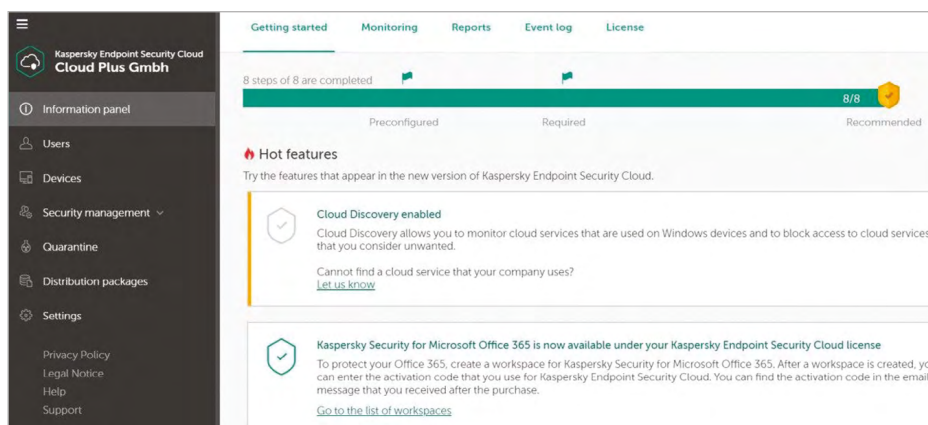 Kaspersky Endpoint Security Cloud
Cloud Plus Gmbh
Information panel
Users
Devices
Security management
Quarantine
Distribution packages
Settings
Privacy Policy
Legal Notice
Help
Support
Getting started Monitoring Reports Event log License
8 steps of 8 are completed
8/8
Preconfigured Required Recommended
Hot features
Try the features that appear in the new version of Kaspersky Endpoint Security Cloud.
Cloud Discovery enabled
Cloud Discovery allows you to monitor cloud services that are used on Windows devices and to block access to cloud services
that you consider unwanted.
Cannot find a cloud service that your company uses?
Let us know
Kaspersky Security for Microsoft Office 365 is now available under your Kaspersky Endpoint Security Cloud license
To protect your Office 365, create a workspace for Kaspersky Security for Microsoft Office 365. After a workspace is created,
can enter the activation code that you use for Kaspersky Endpoint Security Cloud. You can find the activation code in the email
message that you received after the purchase.
Go to the list of workspaces